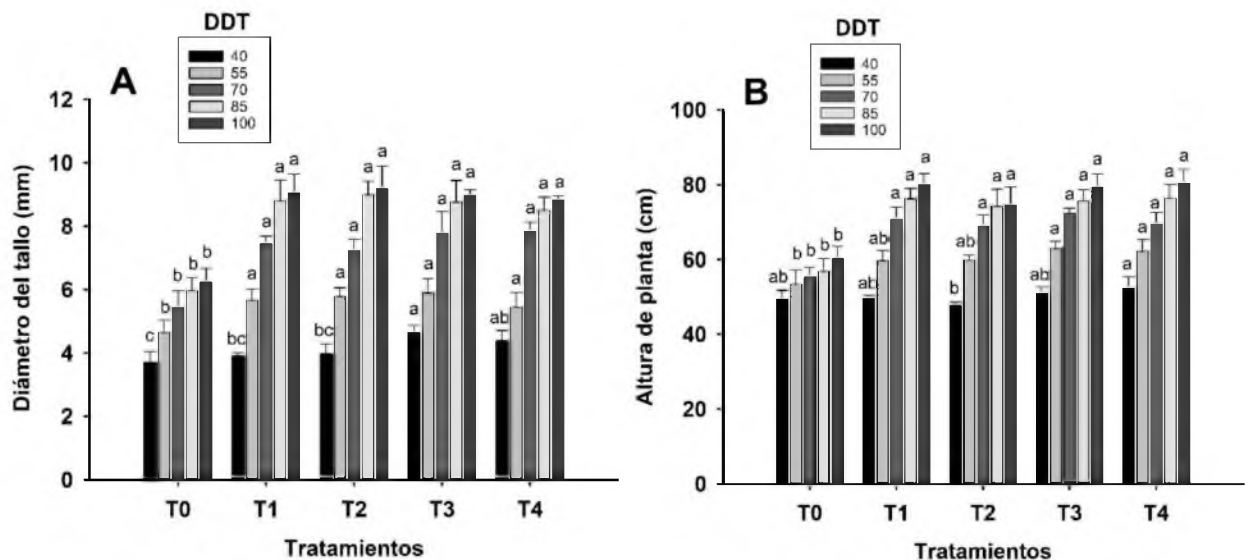 DDT
40
55
70
85
100
A
12
10
8
6
4
2
0
Diámetro del tallo (mm)
c b b b b
bc a a a a
bc a a a a
a a a a a
ab a a a a
T0 T1 T2 T3 T4
Tratamientos
DDT
40
55
70
85
100
B
100
80
60
40
20
0
Altura de planta (cm)
ab b b b b
ab ab a a a
b ab a a a
ab a a a a
a a a a a
T0 T1 T2 T3 T4
Tratamientos